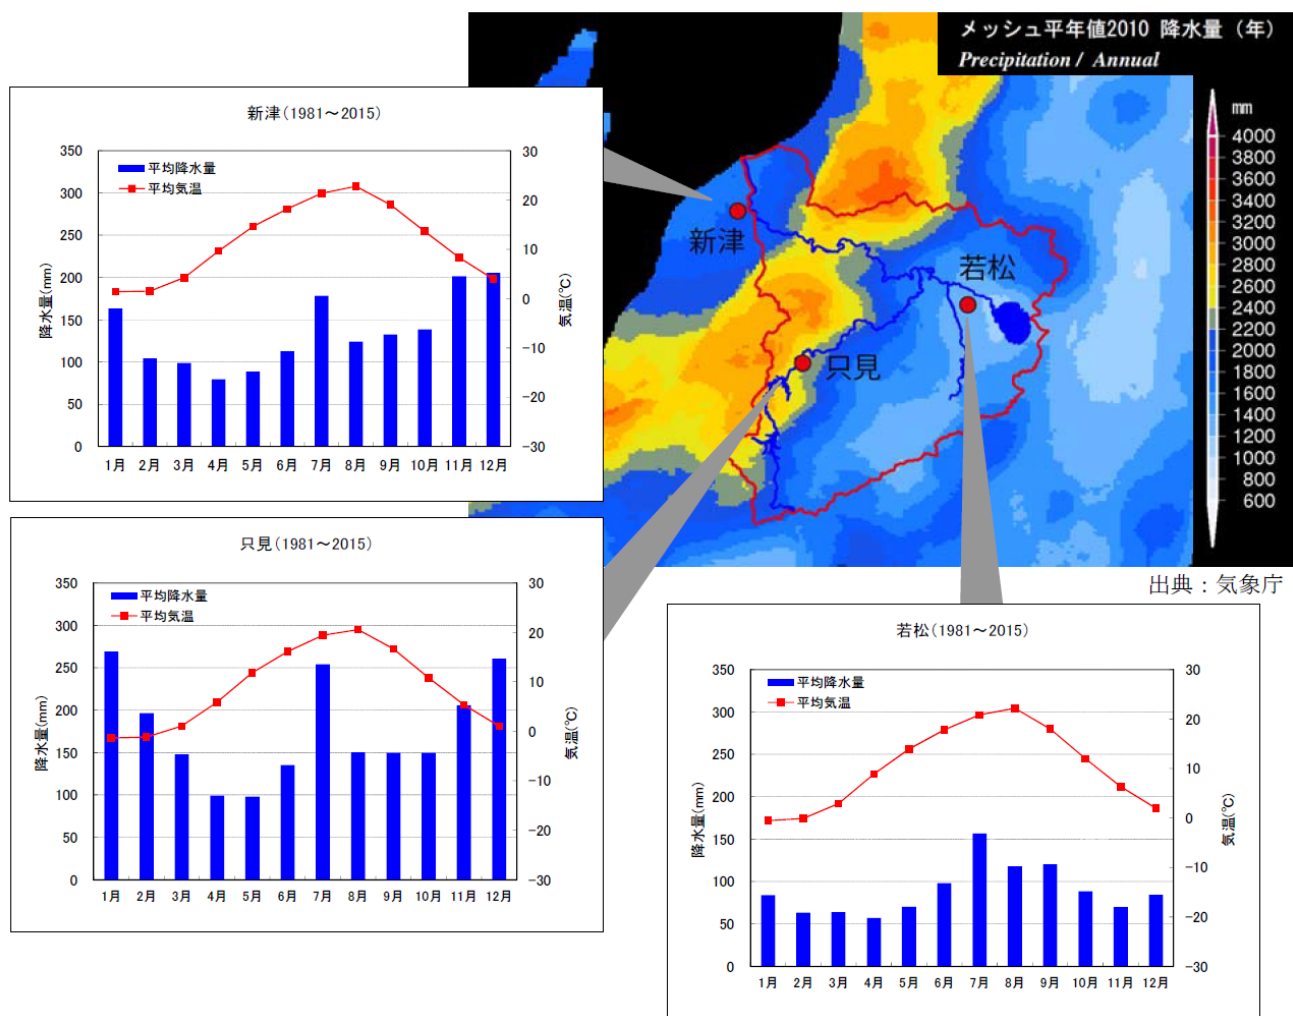 メッシュ平年値2010 降水量 (年)
Precipitation / Annual
mm
4000
3800
3600
3400
3200
3000
2800
2600
2400
2200
2000
1800
1600
1400
1200
1000
800
600
新津
若松
只見
出典：気象庁
新津(1981～2015)
平均降水量
平均気温
降水量(mm)
350
300
250
200
150
100
50
0
気温(℃)
30
20
10
0
-10
-20
-30
1月 2月 3月 4月 5月 6月 7月 8月 9月 10月 11月 12月
只見(1981～2015)
平均降水量
平均気温
降水量(mm)
350
300
250
200
150
100
50
0
気温(℃)
30
20
10
0
-10
-20
-30
1月 2月 3月 4月 5月 6月 7月 8月 9月 10月 11月 12月
若松(1981～2015)
平均降水量
平均気温
降水量(mm)
350
300
250
200
150
100
50
0
気温(℃)
30
20
10
0
-10
-20
-30
1月 2月 3月 4月 5月 6月 7月 8月 9月 10月 11月 12月